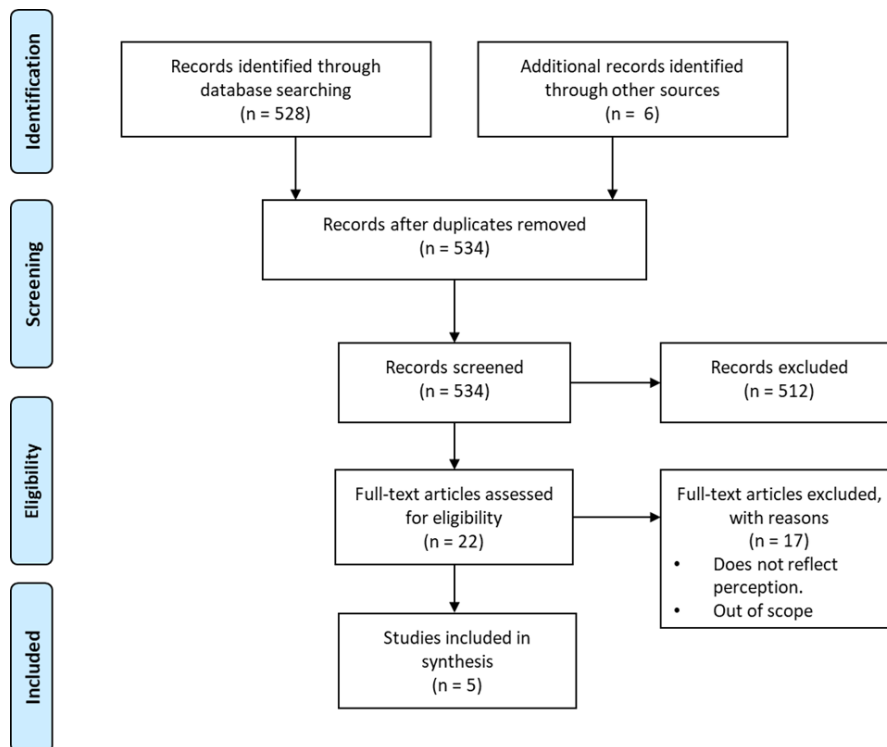 Identification
Records identified through
database searching
(n = 528)
Additional records identified
through other sources
(n = 6)
Screening
Records after duplicates removed
(n = 534)
Records screened
(n = 534)
Records excluded
(n = 512)
Eligibility
Full-text articles assessed
for eligibility
(n = 22)
Full-text articles excluded,
with reasons
(n = 17)
• Does not reflect
perception.
• Out of scope
Included
Studies included in
synthesis
(n = 5)